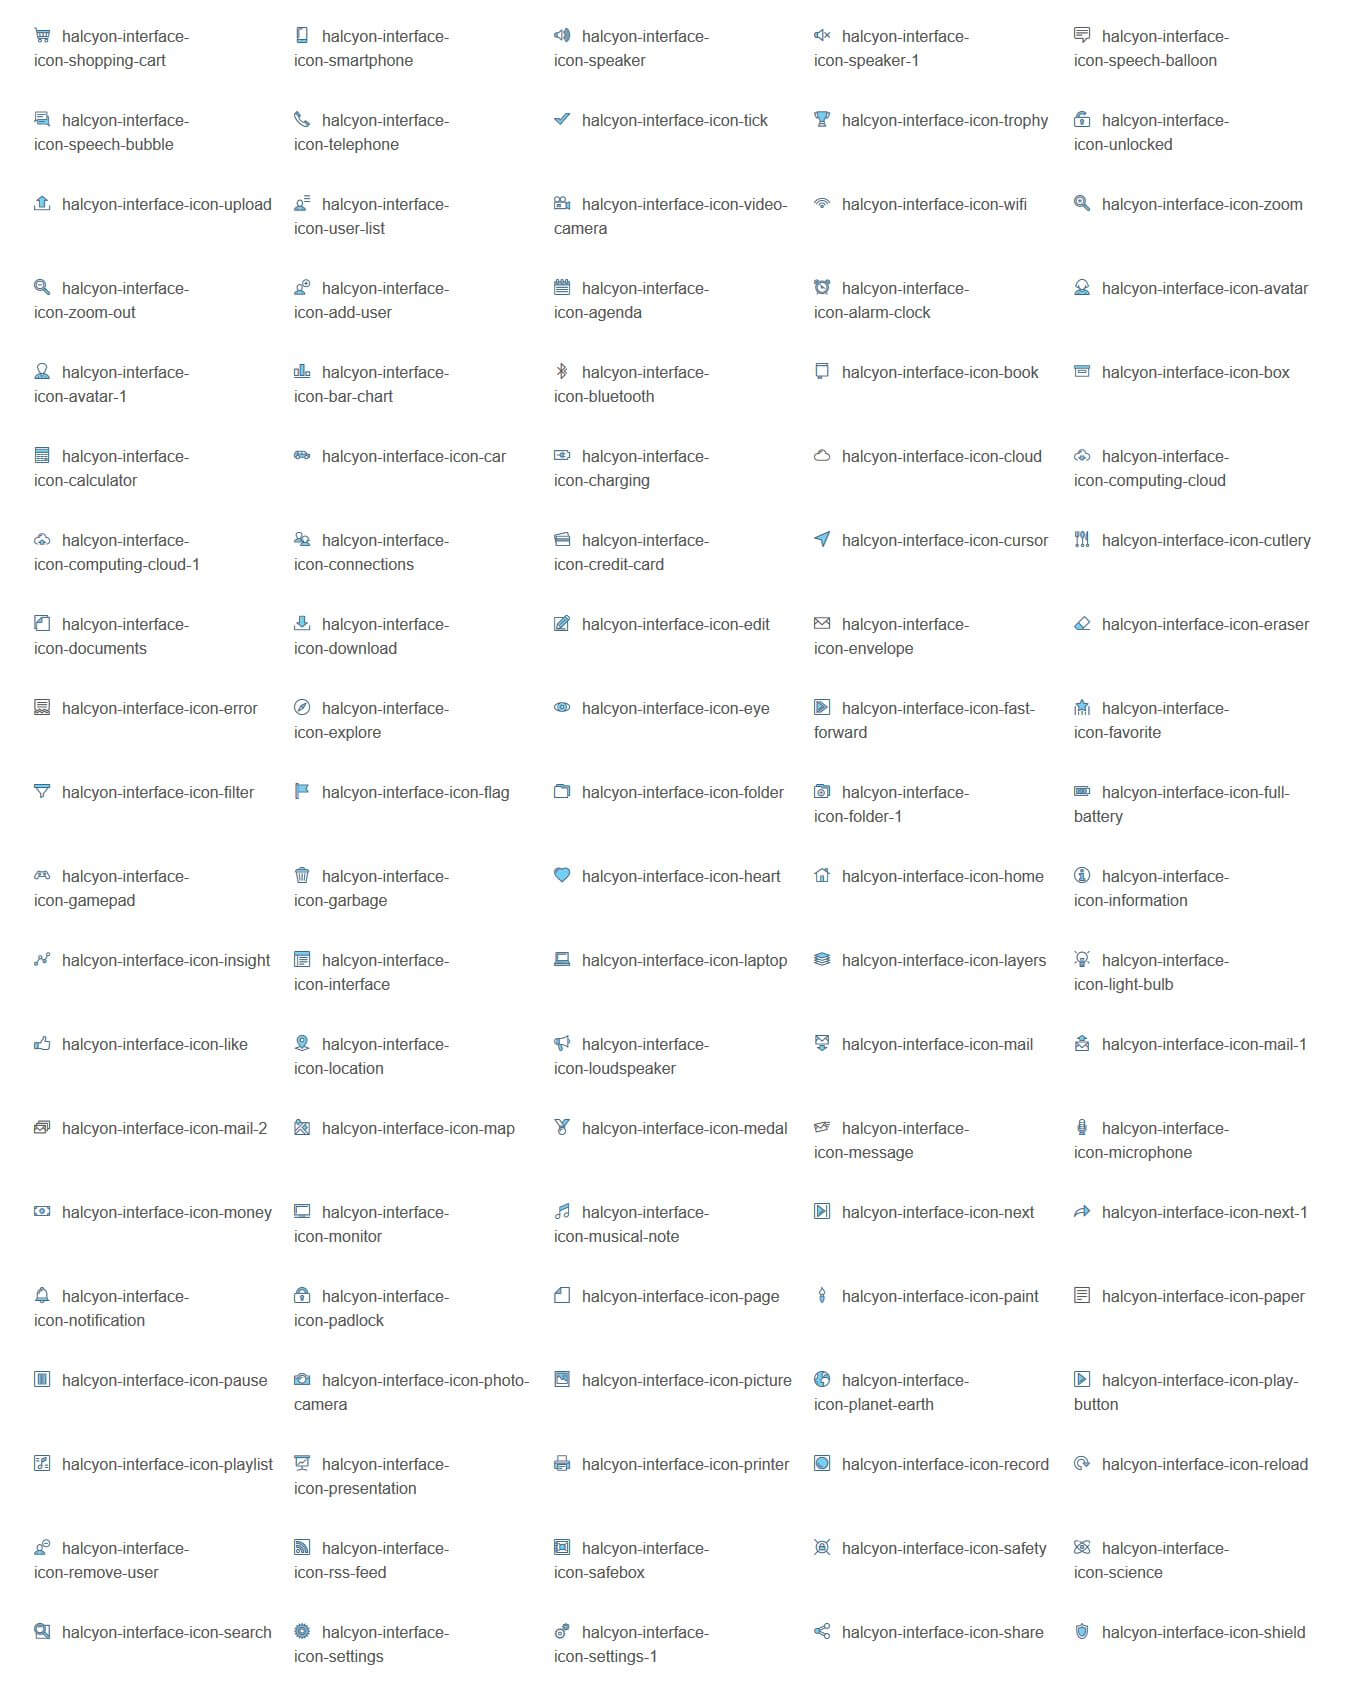 halcyon-interface-
icon-shopping-cart
halcyon-interface-
icon-smartphone
halcyon-interface-
icon-speaker
halcyon-interface-
icon-speaker-1
halcyon-interface-
icon-speech-balloon
halcyon-interface-
icon-speech-bubble
halcyon-interface-
icon-telephone
halcyon-interface-icon-tick
halcyon-interface-icon-trophy
halcyon-interface-
icon-unlocked
halcyon-interface-icon-upload
halcyon-interface-
icon-user-list
halcyon-interface-icon-video-
camera
halcyon-interface-icon-wifi
halcyon-interface-icon-zoom
halcyon-interface-
icon-zoom-out
halcyon-interface-
icon-add-user
halcyon-interface-
icon-agenda
halcyon-interface-
icon-alarm-clock
halcyon-interface-icon-avatar
halcyon-interface-
icon-avatar-1
halcyon-interface-
icon-bar-chart
halcyon-interface-
icon-bluetooth
halcyon-interface-icon-book
halcyon-interface-icon-box
halcyon-interface-
icon-calculator
halcyon-interface-icon-car
halcyon-interface-
icon-charging
halcyon-interface-icon-cloud
halcyon-interface-
icon-computing-cloud
halcyon-interface-
icon-computing-cloud-1
halcyon-interface-
icon-connections
halcyon-interface-
icon-credit-card
halcyon-interface-icon-cursor
halcyon-interface-icon-cutlery
halcyon-interface-
icon-documents
halcyon-interface-
icon-download
halcyon-interface-icon-edit
halcyon-interface-
icon-envelope
halcyon-interface-icon-eraser
halcyon-interface-icon-error
halcyon-interface-
icon-explore
halcyon-interface-icon-eye
halcyon-interface-icon-fast-
forward
halcyon-interface-
icon-favorite
halcyon-interface-icon-filter
halcyon-interface-icon-flag
halcyon-interface-icon-folder
halcyon-interface-
icon-folder-1
halcyon-interface-icon-full-
battery
halcyon-interface-
icon-gamepad
halcyon-interface-
icon-garbage
halcyon-interface-icon-heart
halcyon-interface-icon-home
halcyon-interface-
icon-information
halcyon-interface-icon-insight
halcyon-interface-
icon-interface
halcyon-interface-icon-laptop
halcyon-interface-icon-layers
halcyon-interface-
icon-light-bulb
halcyon-interface-icon-like
halcyon-interface-
icon-location
halcyon-interface-
icon-loudspeaker
halcyon-interface-icon-mail
halcyon-interface-icon-mail-1
halcyon-interface-icon-mail-2
halcyon-interface-icon-map
halcyon-interface-icon-medal
halcyon-interface-
icon-message
halcyon-interface-
icon-microphone
halcyon-interface-icon-money
halcyon-interface-
icon-monitor
halcyon-interface-
icon-musical-note
halcyon-interface-icon-next
halcyon-interface-icon-next-1
halcyon-interface-
icon-notification
halcyon-interface-
icon-padlock
halcyon-interface-icon-page
halcyon-interface-icon-paint
halcyon-interface-icon-paper
halcyon-interface-icon-pause
halcyon-interface-icon-photo-
camera
halcyon-interface-icon-picture
halcyon-interface-
icon-planet-earth
halcyon-interface-icon-play-
button
halcyon-interface-icon-playlist
halcyon-interface-
icon-presentation
halcyon-interface-icon-printer
halcyon-interface-icon-record
halcyon-interface-icon-reload
halcyon-interface-
icon-remove-user
halcyon-interface-
icon-rss-feed
halcyon-interface-
icon-safebox
halcyon-interface-icon-safety
halcyon-interface-
icon-science
halcyon-interface-icon-search
halcyon-interface-
icon-settings
halcyon-interface-
icon-settings-1
halcyon-interface-icon-share
halcyon-interface-icon-shield